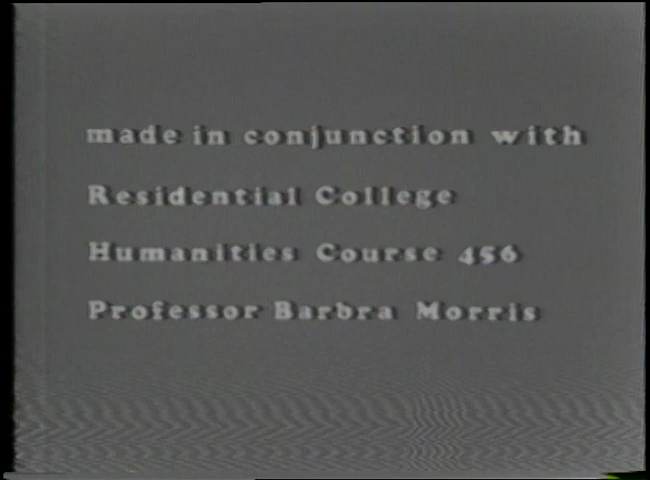 made in conjunction with
Residential College
Humanities Course 456
Professor Barbra Morris